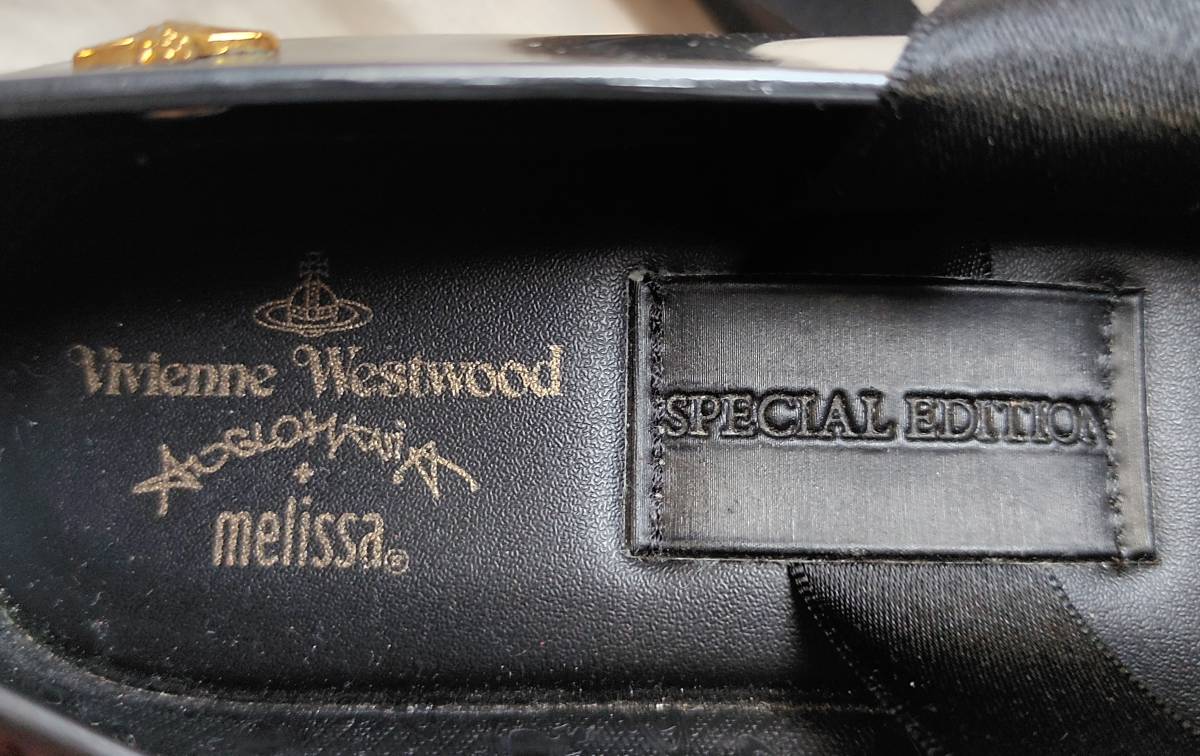 Vivienne Westwood
ANGLOMANIA
+
melissa®
SPECIAL EDITION